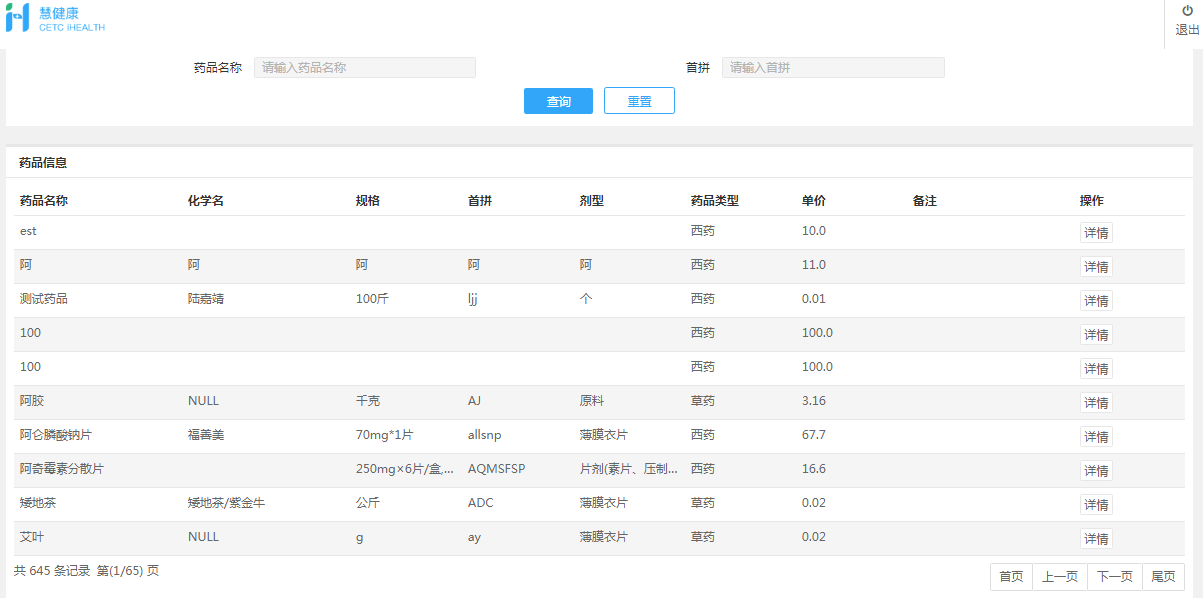 慧健康
CETC iHEALTH
退出
药品名称 请输入药品名称 首拼 请输入首拼
查询 重置
药品信息
药品名称 化学名 规格 首拼 剂型 药品类型 单价 备注 操作
est 西药 10.0 详情
阿 阿 阿 阿 阿 西药 11.0 详情
测试药品 陆嘉靖 100斤 ljj 个 西药 0.01 详情
100 西药 100.0 详情
100 西药 100.0 详情
阿胶 NULL 千克 AJ 原料 草药 3.16 详情
阿仑膦酸钠片 福善美 70mg*1片 allsnp 薄膜衣片 西药 67.7 详情
阿奇霉素分散片 250mg×6片/盒,... AQMSFSP 片剂(素片、压制... 西药 16.6 详情
矮地茶 矮地茶/紫金牛 公斤 ADC 薄膜衣片 草药 0.02 详情
艾叶 NULL g ay 薄膜衣片 草药 0.02 详情
共 645 条记录 第(1/65) 页 首页 上一页 下一页 尾页